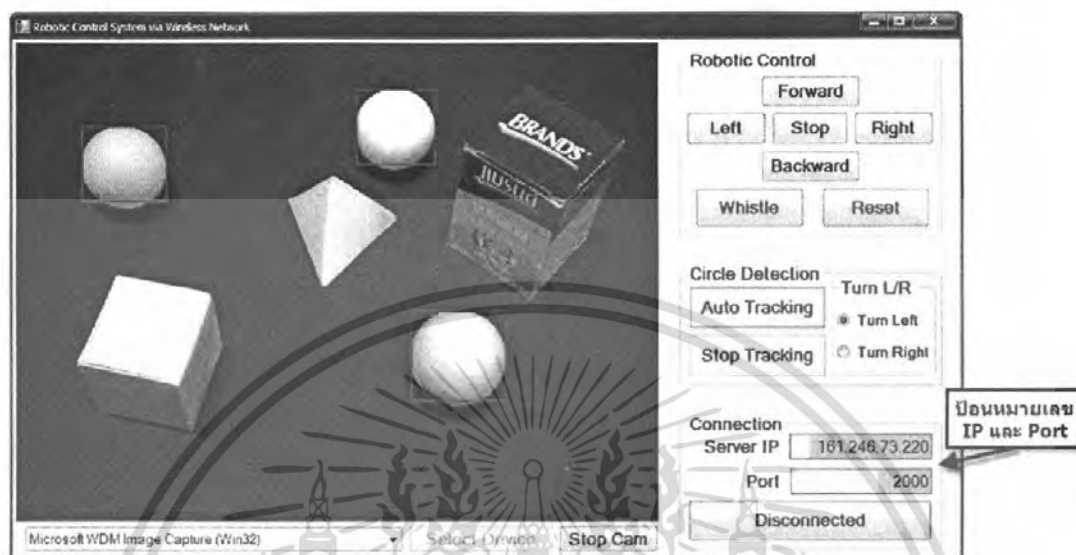 Robotic Control System via Wireless Network
BRANDS'
Robotic Control
Forward
Left Stop Right
Backward
Whistle Reset
Circle Detection
Turn L/R
Auto Tracking
Turn Left
Stop Tracking
Turn Right
ป้อนหมายเลข
IP และ Port
Connection
Server IP 161.246.73.220
Port 2000
Disconnected
Microsoft WDM Image Capture (Win32)
Select Device
Stop Cam